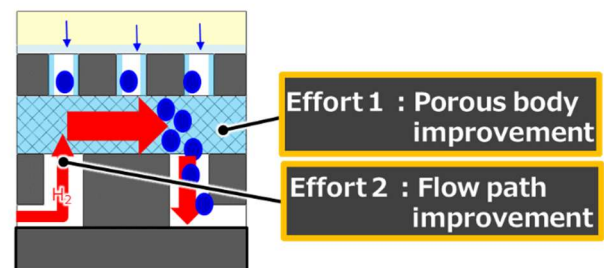 Effort 1 : Porous body
improvement
Effort 2 : Flow path
improvement
H2